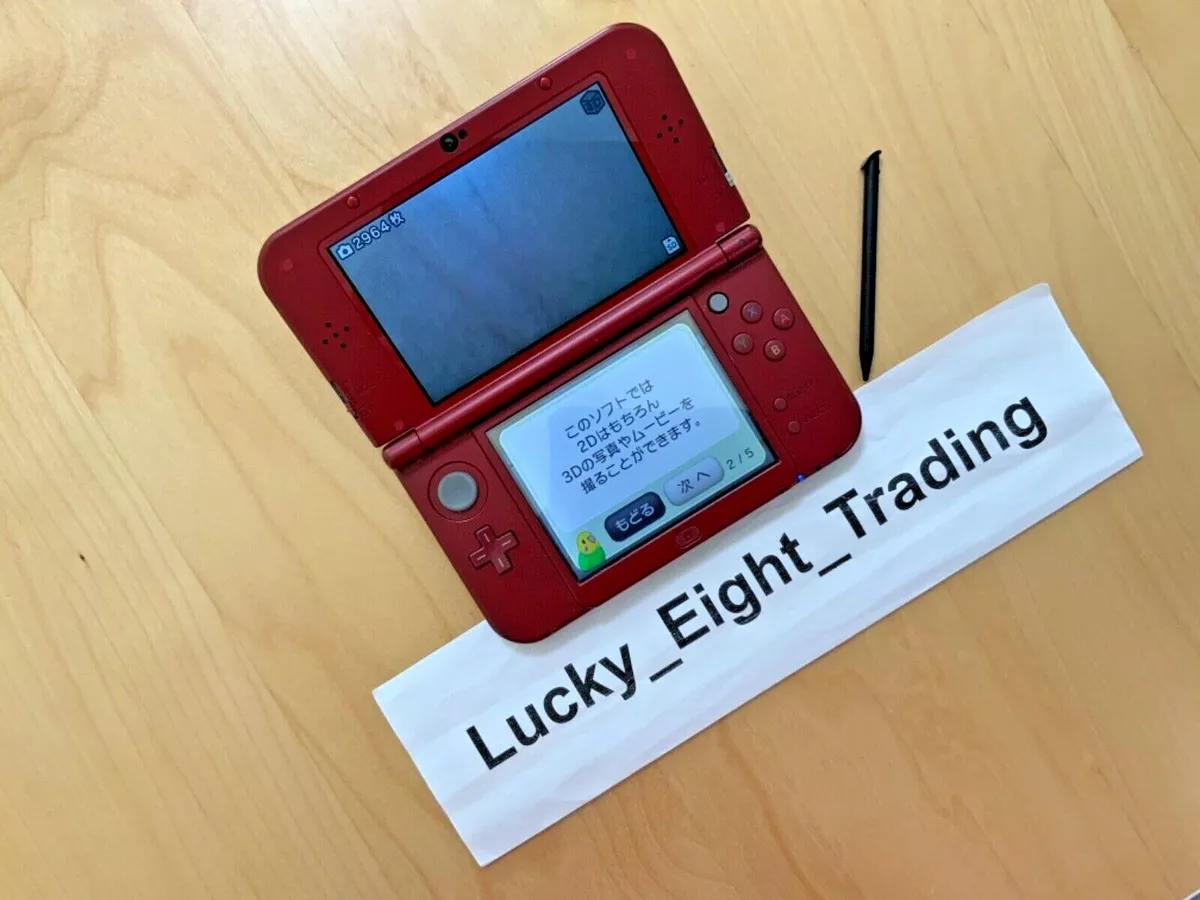 3D
2964枚
3D
X
A
Y
B
このソフトでは
2Dはもちろん
3Dの写真やムービーを
撮ることができます。
もどる
次へ
2/5
Lucky_Eight_Trading